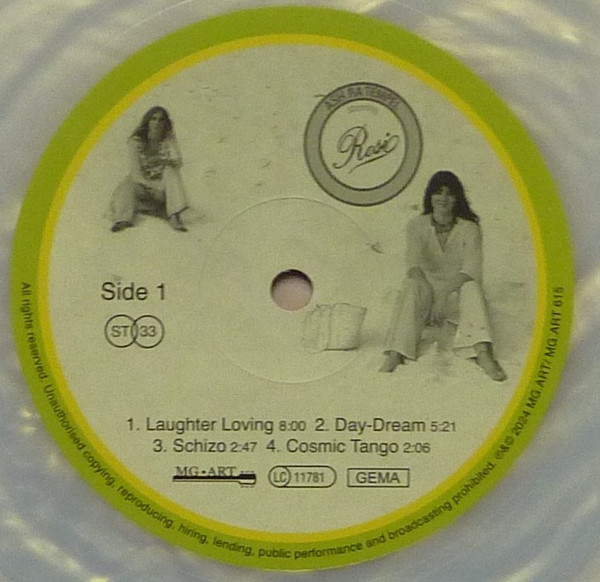 ASH RA TEMPEL
Rosi
Side 1
ST 33
1. Laughter Loving 8:00 2. Day-Dream 5:21
3. Schizo 2:47 4. Cosmic Tango 2:06
MG•ART
LC 11781
GEMA
All rights reserved. Unauthorised copying, reproducing, hiring, lending, public performance and broadcasting prohibited. ℗&© 2024 MG.ART/ MG ART 615